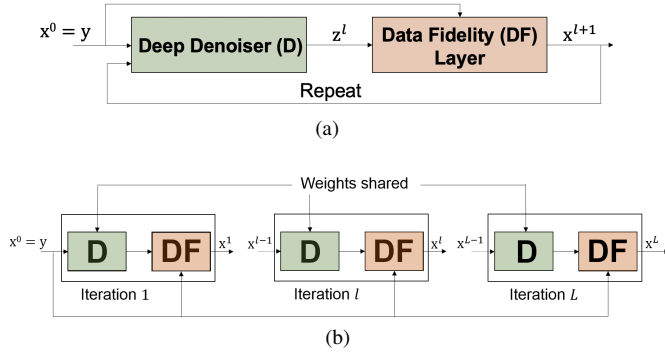 x⁰ = y
Deep Denoiser (D)
zˡ
Data Fidelity (DF)
Layer
xˡ⁺¹
Repeat
(a)
Weights shared
x⁰ = y
D
DF
x¹
xˡ⁻¹
D
DF
xˡ
xᴸ⁻¹
D
DF
xᴸ
Iteration 1
Iteration l
Iteration L
(b)